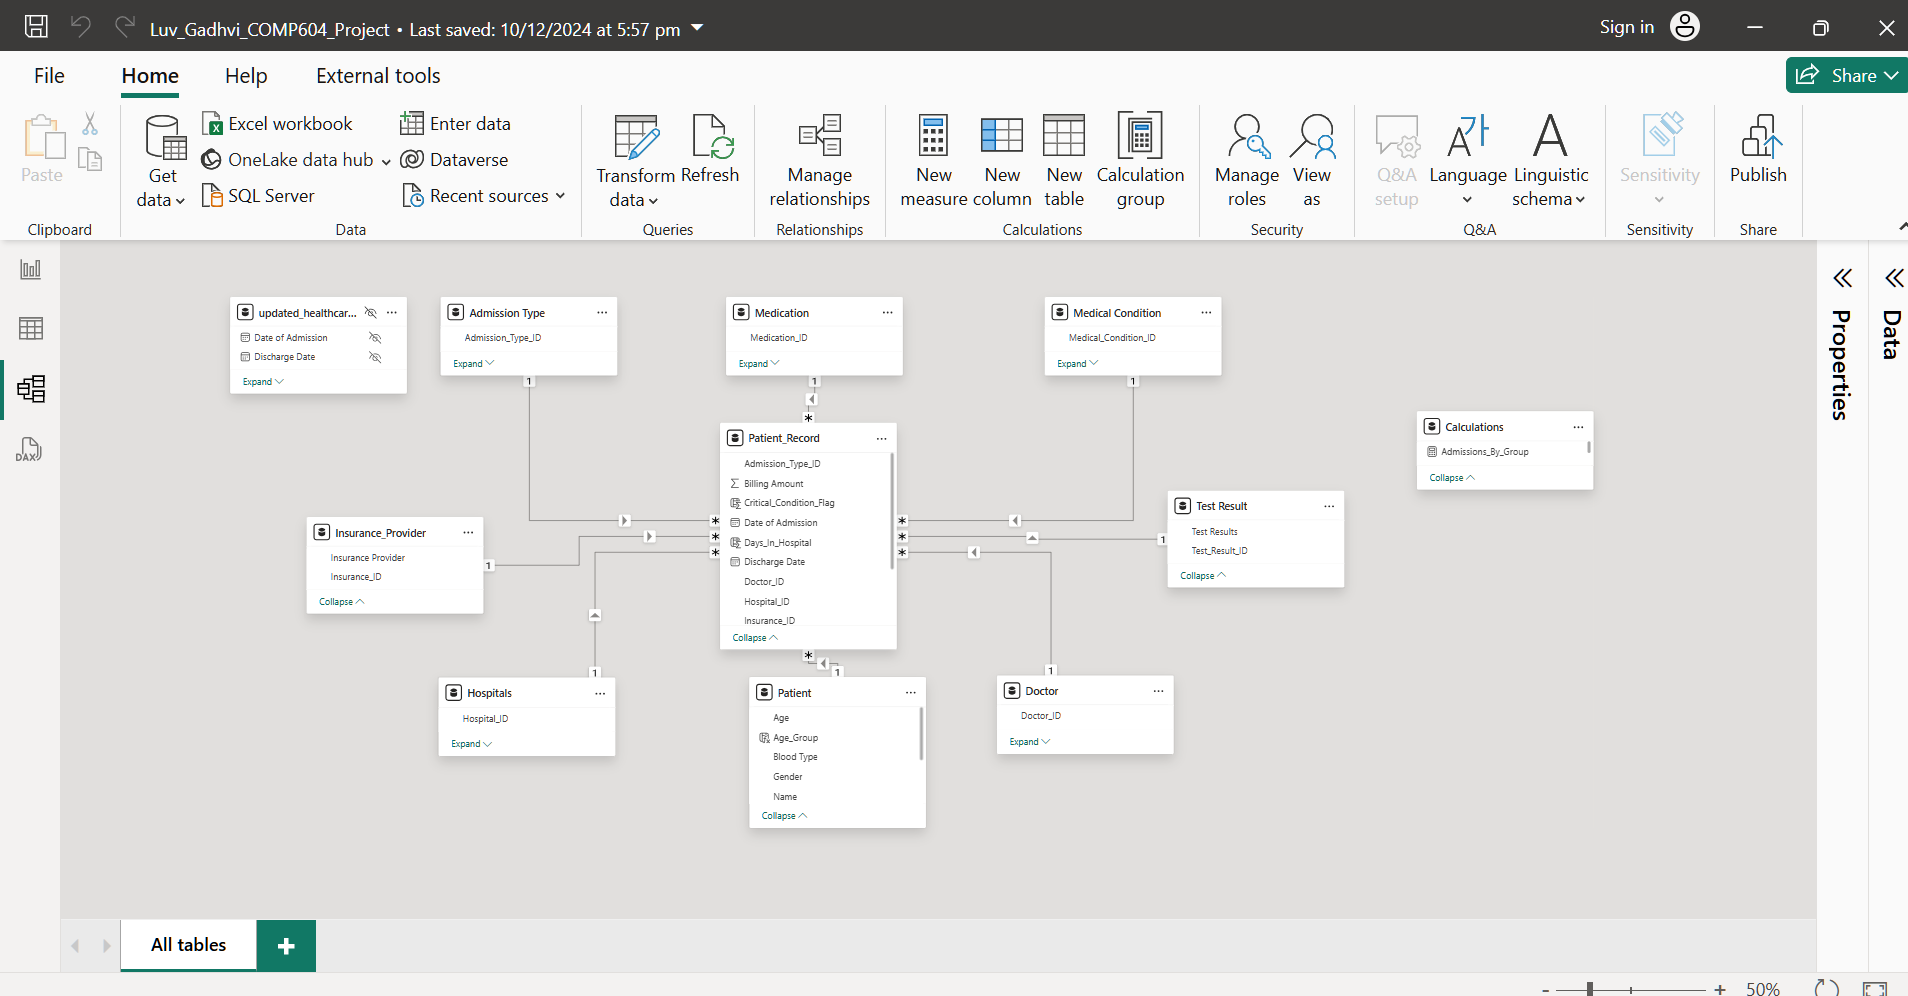 Luv_Gadhvi_COMP604_Project • Last saved: 10/12/2024 at 5:57 pm
Sign in
File Home Help External tools
Share
Paste
Clipboard
Get data
Excel workbook
OneLake data hub
SQL Server
Enter data
Dataverse
Recent sources
Data
Transform data
Refresh
Queries
Manage relationships
Relationships
New measure
New column
New table
Calculation group
Calculations
Manage roles
View as
Security
Q&A setup
Language
Linguistic schema
Q&A
Sensitivity
Sensitivity
Publish
Share
DAX
updated_healthcar...
Date of Admission
Discharge Date
Expand
Admission Type
Admission_Type_ID
Expand
1
Medication
Medication_ID
Expand
1
*
Medical Condition
Medical_Condition_ID
Expand
1
Calculations
Admissions_By_Group
Collapse
Patient_Record
Admission_Type_ID
Σ Billing Amount
Critical_Condition_Flag
Date of Admission
Days_In_Hospital
Discharge Date
Doctor_ID
Hospital_ID
Insurance_ID
Collapse
*
*
*
*
*
*
*
Insurance_Provider
Insurance Provider
Insurance_ID
Collapse
1
Test Result
Test Results
Test_Result_ID
Collapse
1
Hospitals
Hospital_ID
Expand
1
Patient
Age
Age_Group
Blood Type
Gender
Name
Collapse
1
Doctor
Doctor_ID
Expand
1
Properties
Data
All tables
+
- + 50%